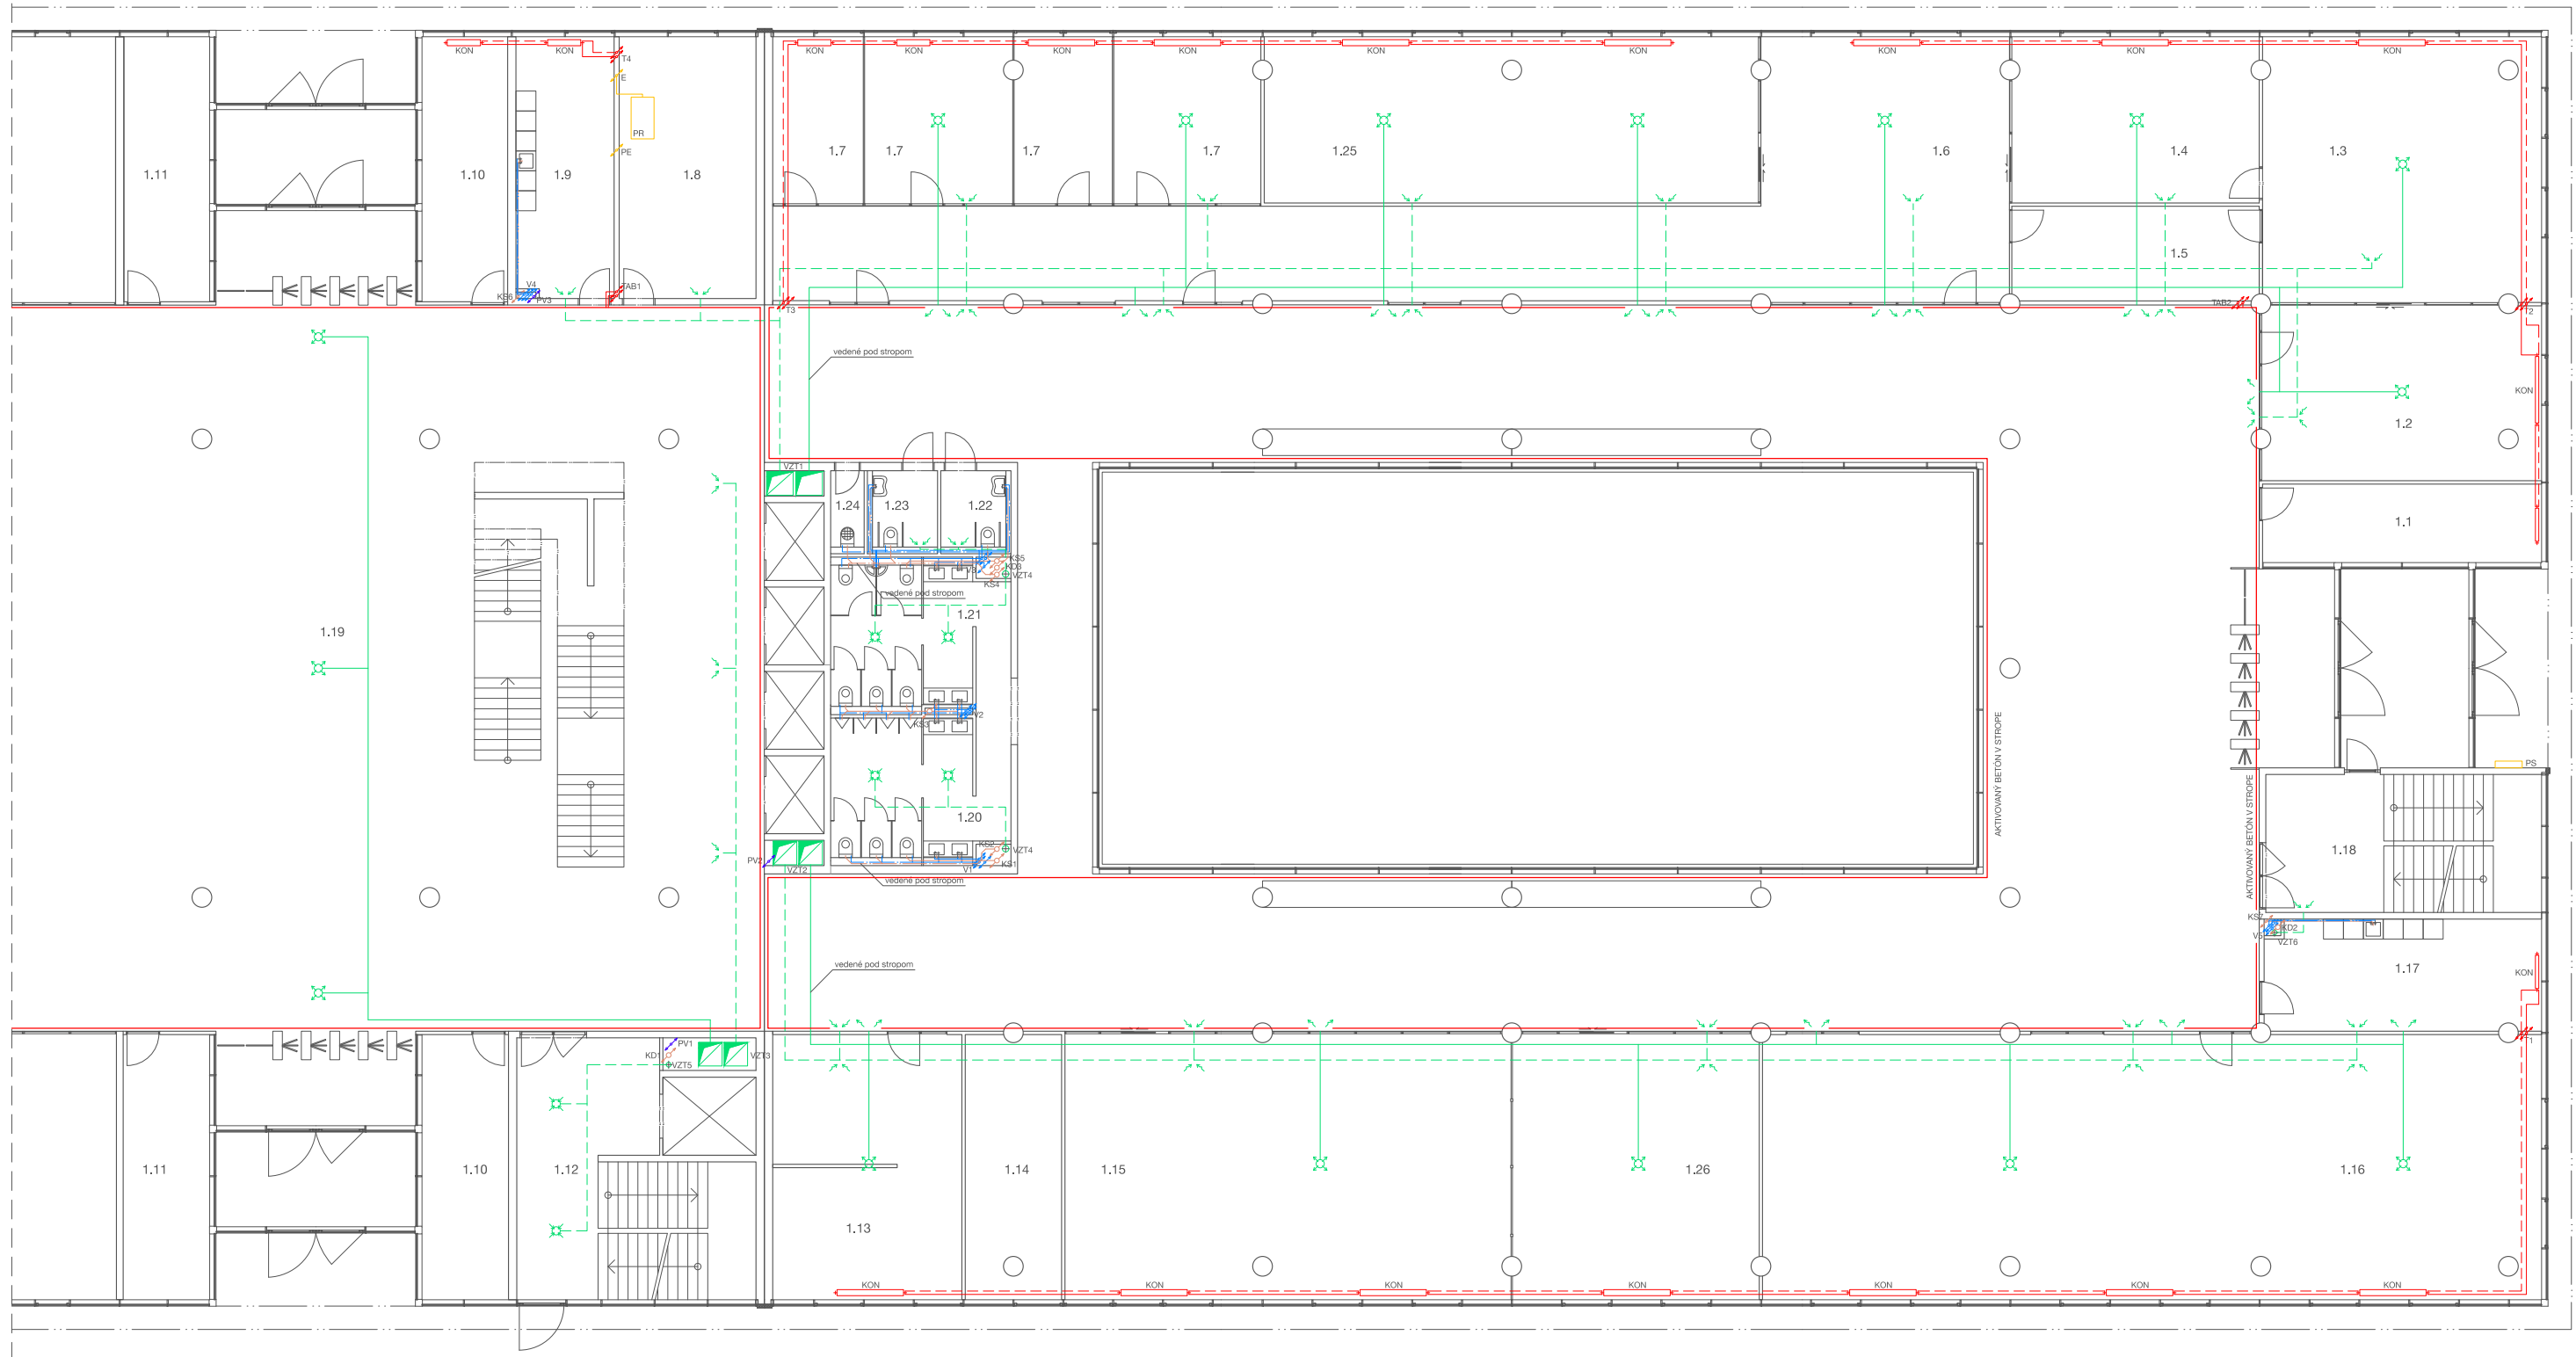 KON
KON
T4
E
PR
PE
KON
KON
KON
KON
KON
KON
KON
KON
KON
1.11
1.10
1.9
1.8
1.7
1.7
1.7
1.7
1.25
1.6
1.4
1.3
1.5
KS6
V4
PV3
TAB1
T3
TAB2
T2
vedené pod stropom
KON
1.2
1.1
VZT1
1.24
1.23
1.22
KS5
KD3
V3
VZT4
KS4
vedené pod stropom
1.21
1.19
KS3
V2
AKTIVOVANÝ BETÓN V STROPE
AKTIVOVANÝ BETÓN V STROPE
PS
1.20
1.18
PV2
VZT2
KS2
VZT4
KS1
V1
vedené pod stropom
KS7
V5
KD2
VZT6
1.17
KON
vedené pod stropom
T1
PV1
KD1
VZT5
VZT3
1.11
1.10
1.12
1.13
1.14
1.15
1.26
1.16
KON
KON
KON
KON
KON
KON
KON